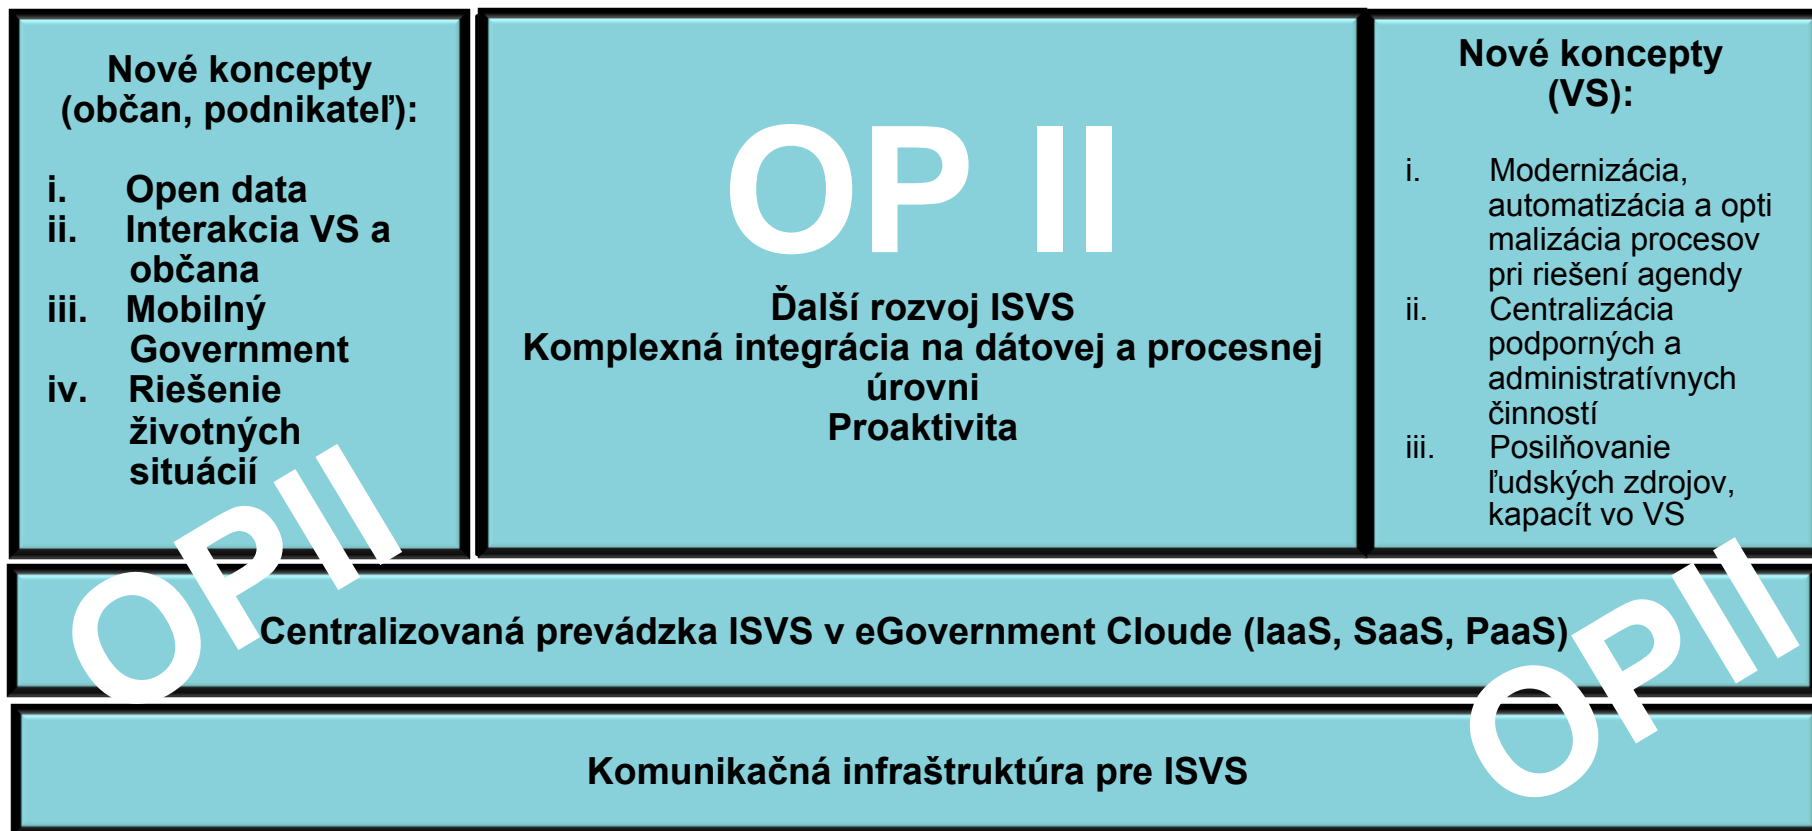 Nové koncepty
(občan, podnikateľ):
i. Open data
ii. Interakcia VS a
občana
iii. Mobilný
Government
iv. Riešenie
životných
situácií
OPII
OP II
Ďalší rozvoj ISVS
Komplexná integrácia na dátovej a procesnej
úrovni
Proaktivita
Nové koncepty
(VS):
i. Modernizácia,
automatizácia a opti
malizácia procesov
pri riešení agendy
ii. Centralizácia
podporných a
administratívnych
činností
iii. Posilňovanie
ľudských zdrojov,
kapacít vo VS
OPII
Centralizovaná prevádzka ISVS v eGovernment Cloude (IaaS, SaaS, PaaS)
Komunikačná infraštruktúra pre ISVS